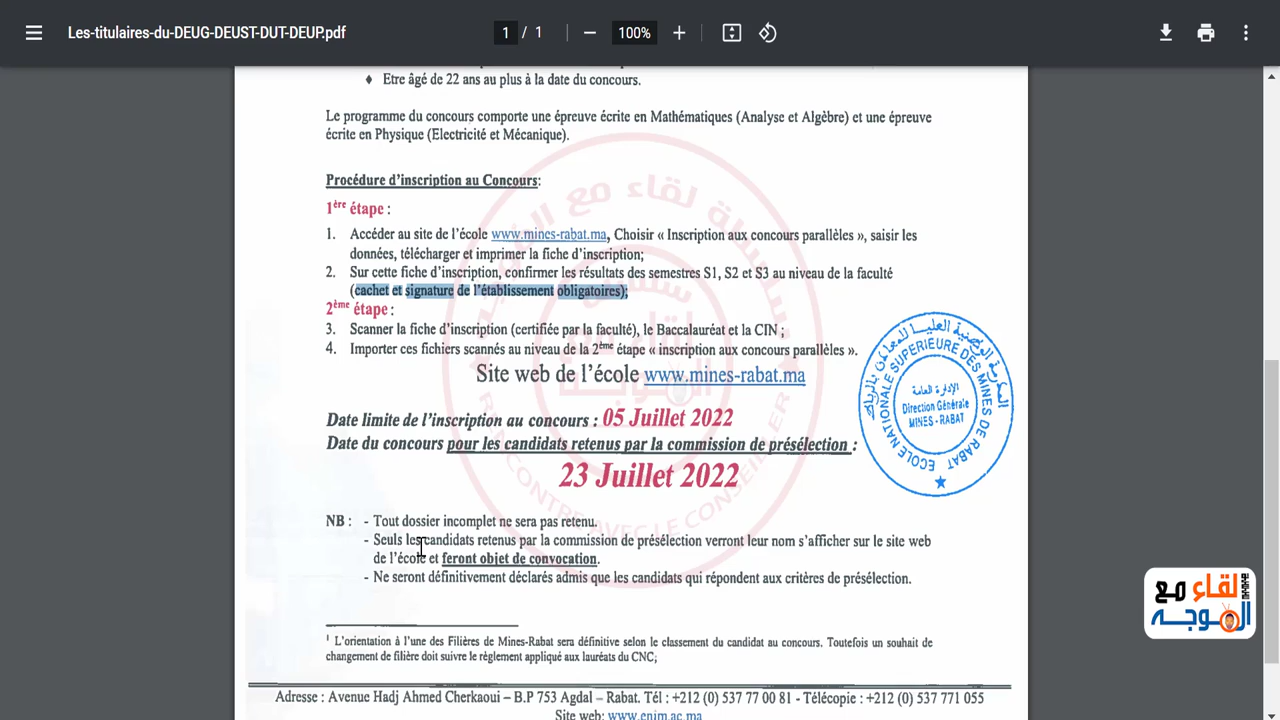 Les-titulaires-du-DEUG-DEUST-DUT-DEUP.pdf
1 / 1
100%
♦ Etre âgé de 22 ans au plus à la date du concours.
Le programme du concours comporte une épreuve écrite en Mathématiques (Analyse et Algèbre) et une épreuve
écrite en Physique (Electricité et Mécanique).
Procédure d'inscription au Concours:
1ère étape :
1. Accéder au site de l'école www.mines-rabat.ma, Choisir « Inscription aux concours parallèles », saisir les
données, télécharger et imprimer la fiche d'inscription;
2. Sur cette fiche d'inscription, confirmer les résultats des semestres S1, S2 et S3 au niveau de la faculté
(cachet et signature de l'établissement obligatoires);
2ème étape :
3. Scanner la fiche d'inscription (certifiée par la faculté), le Baccalauréat et la CIN ;
4. Importer ces fichiers scannés au niveau de la 2ème étape « inscription aux concours parallèles ».
Site web de l'école www.mines-rabat.ma
Date limite de l'inscription au concours : 05 Juillet 2022
Date du concours pour les candidats retenus par la commission de présélection :
23 Juillet 2022
المدرسة الوطنية العليا للمعادن بالرباط
ECOLE NATIONALE SUPERIEURE DES MINES DE RABAT
الإدارة العامة
Direction Générale
MINES - RABAT
NB : - Tout dossier incomplet ne sera pas retenu.
- Seuls les candidats retenus par la commission de présélection verront leur nom s'afficher sur le site web
de l'école et feront objet de convocation.
- Ne seront définitivement déclarés admis que les candidats qui répondent aux critères de présélection.
لقاء مع
الموجه
1 L'orientation à l'une des Filières de Mines-Rabat sera définitive selon le classement du candidat au concours. Toutefois un souhait de
changement de filière doit suivre le règlement appliqué aux lauréats du CNC;
Adresse : Avenue Hadj Ahmed Cherkaoui – B.P 753 Agdal – Rabat. Tél : +212 (0) 537 77 00 81 - Télécopie : +212 (0) 537 771 055
Site web: www.enim.ac.ma